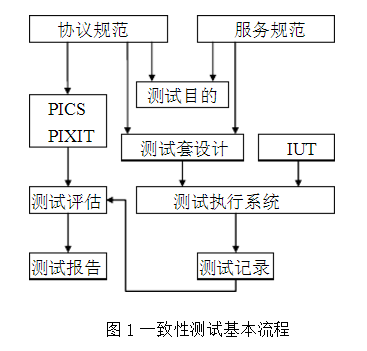 协议规范
服务规范
测试目的
PICS
PIXIT
测试套设计
IUT
测试评估
测试执行系统
测试报告
测试记录
图 1 一致性测试基本流程